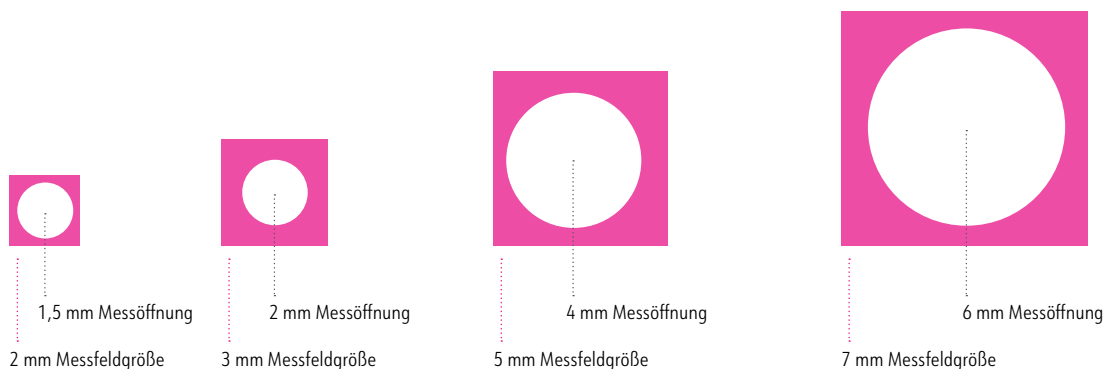 1,5 mm Messöffnung
2 mm Messöffnung
4 mm Messöffnung
6 mm Messöffnung
2 mm Messfeldgröße
3 mm Messfeldgröße
5 mm Messfeldgröße
7 mm Messfeldgröße